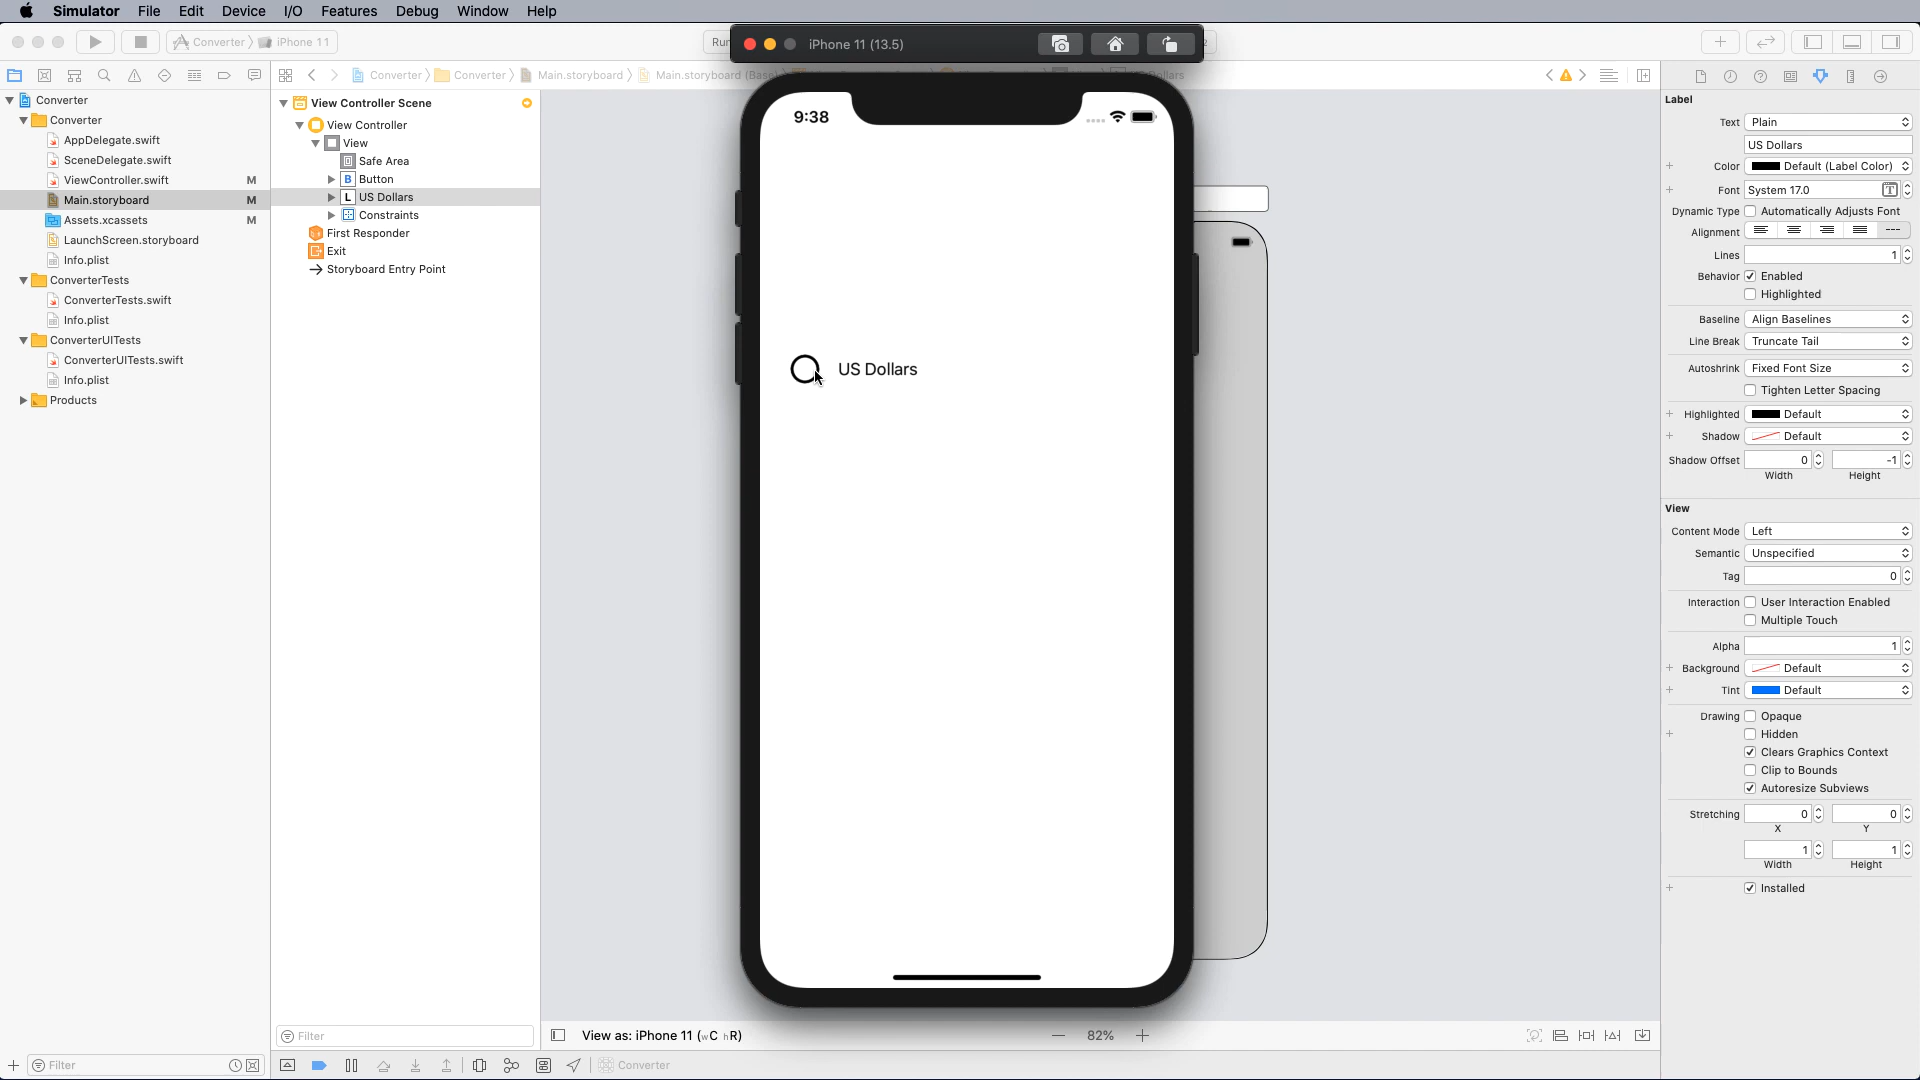 Simulator File Edit Device I/O Features Debug Window Help
Converter iPhone 11
Run
iPhone 11 (13.5)
2
Converter Converter Main.storyboard Main.storyboard (Base) Dollars
Converter
Converter
AppDelegate.swift
SceneDelegate.swift
ViewController.swift M
Main.storyboard M
Assets.xcassets M
LaunchScreen.storyboard
Info.plist
ConverterTests
ConverterTests.swift
Info.plist
ConverterUITests
ConverterUITests.swift
Info.plist
Products
Filter
View Controller Scene
View Controller
View
Safe Area
B Button
L US Dollars
Constraints
First Responder
Exit
Storyboard Entry Point
Filter
9:38
US Dollars
View as: iPhone 11 (wC hR)
82%
Converter
Label
Text Plain
US Dollars
Color Default (Label Color)
Font System 17.0
Dynamic Type Automatically Adjusts Font
Alignment
Lines 1
Behavior Enabled
Highlighted
Baseline Align Baselines
Line Break Truncate Tail
Autoshrink Fixed Font Size
Tighten Letter Spacing
Highlighted Default
Shadow Default
Shadow Offset 0 -1
Width Height
View
Content Mode Left
Semantic Unspecified
Tag 0
Interaction User Interaction Enabled
Multiple Touch
Alpha 1
Background Default
Tint Default
Drawing Opaque
Hidden
Clears Graphics Context
Clip to Bounds
Autoresize Subviews
Stretching 0 0
X Y
1 1
Width Height
Installed